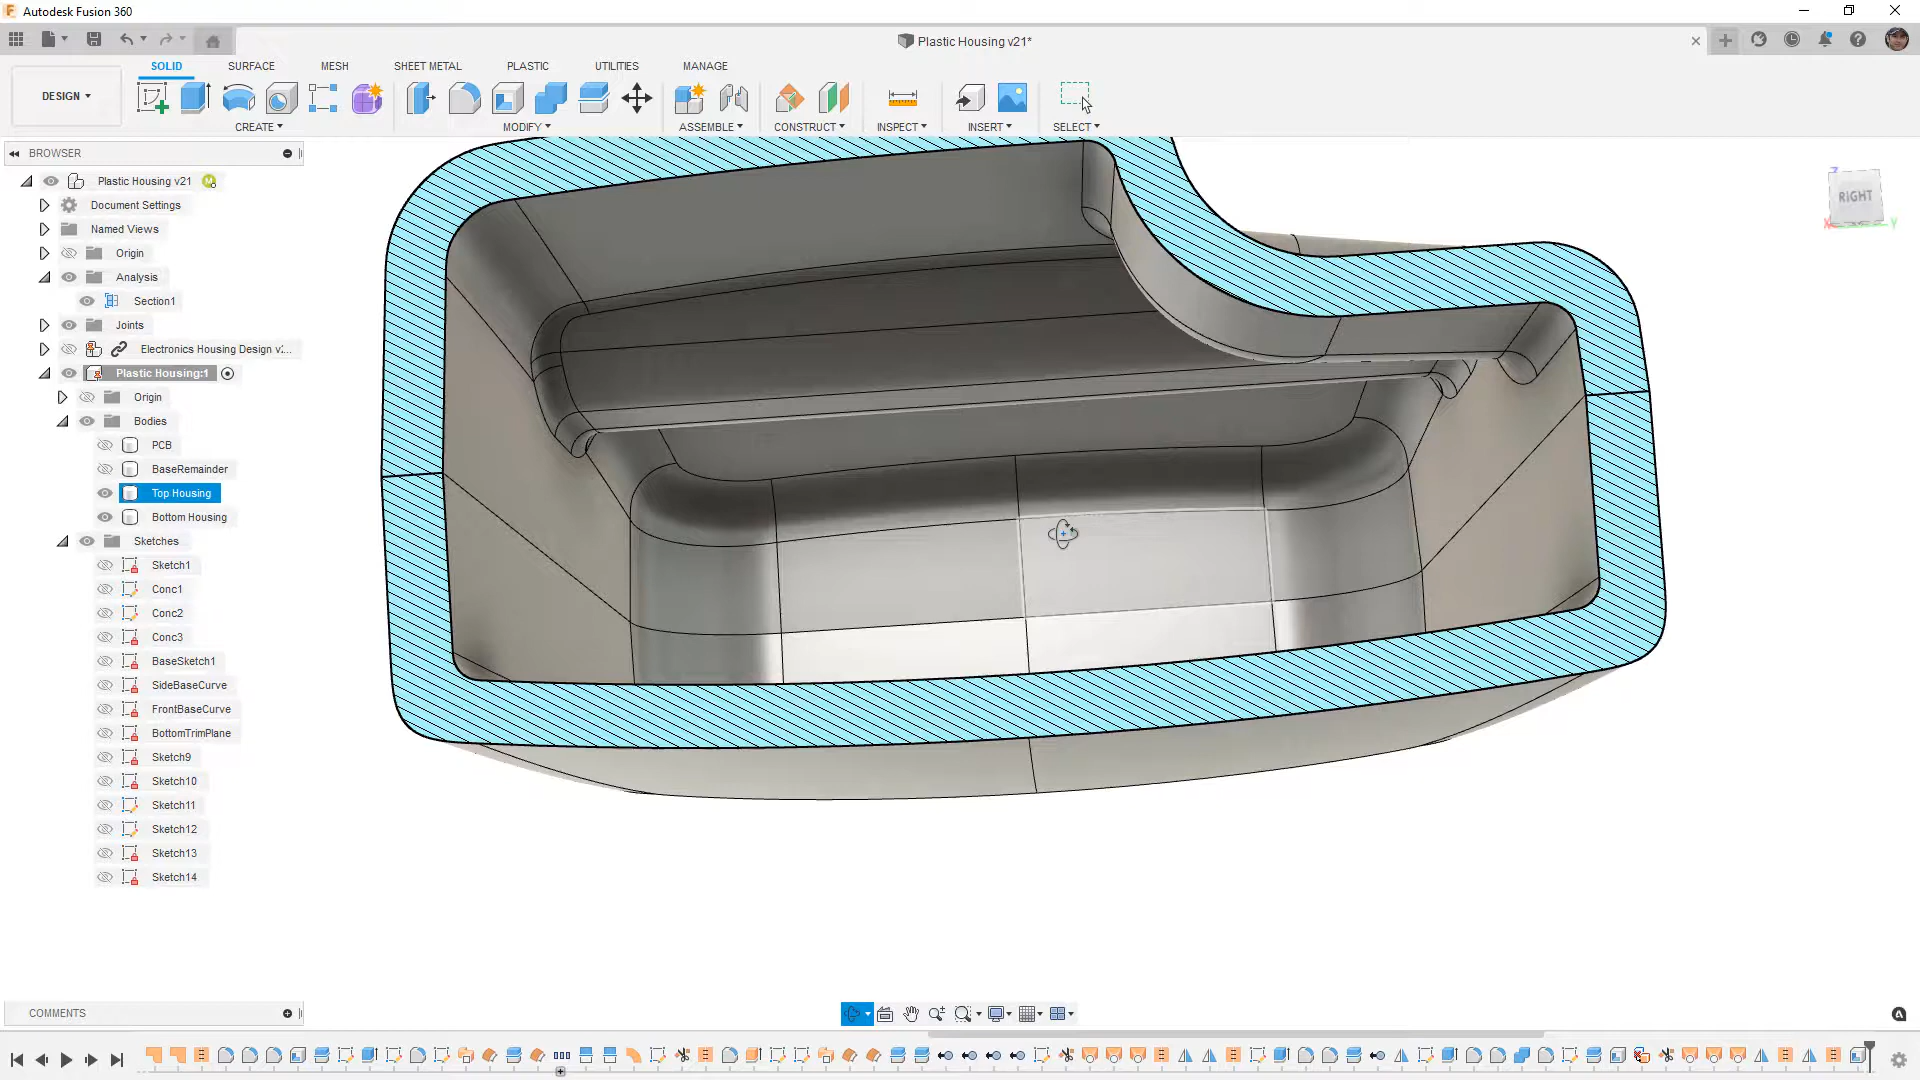 Autodesk Fusion 360
Plastic Housing v21*
DESIGN
SOLID
SURFACE
MESH
SHEET METAL
PLASTIC
UTILITIES
MANAGE
CREATE
MODIFY
ASSEMBLE
CONSTRUCT
INSPECT
INSERT
SELECT
BROWSER
Plastic Housing v21
M
Document Settings
Named Views
Origin
Analysis
Section1
Joints
Electronics Housing Design v2...
Plastic Housing:1
Origin
Bodies
PCB
BaseRemainder
Top Housing
Bottom Housing
Sketches
Sketch1
Conc1
Conc2
Conc3
BaseSketch1
SideBaseCurve
FrontBaseCurve
BottomTrimPlane
Sketch9
Sketch10
Sketch11
Sketch12
Sketch13
Sketch14
Z
RIGHT
X
Y
COMMENTS